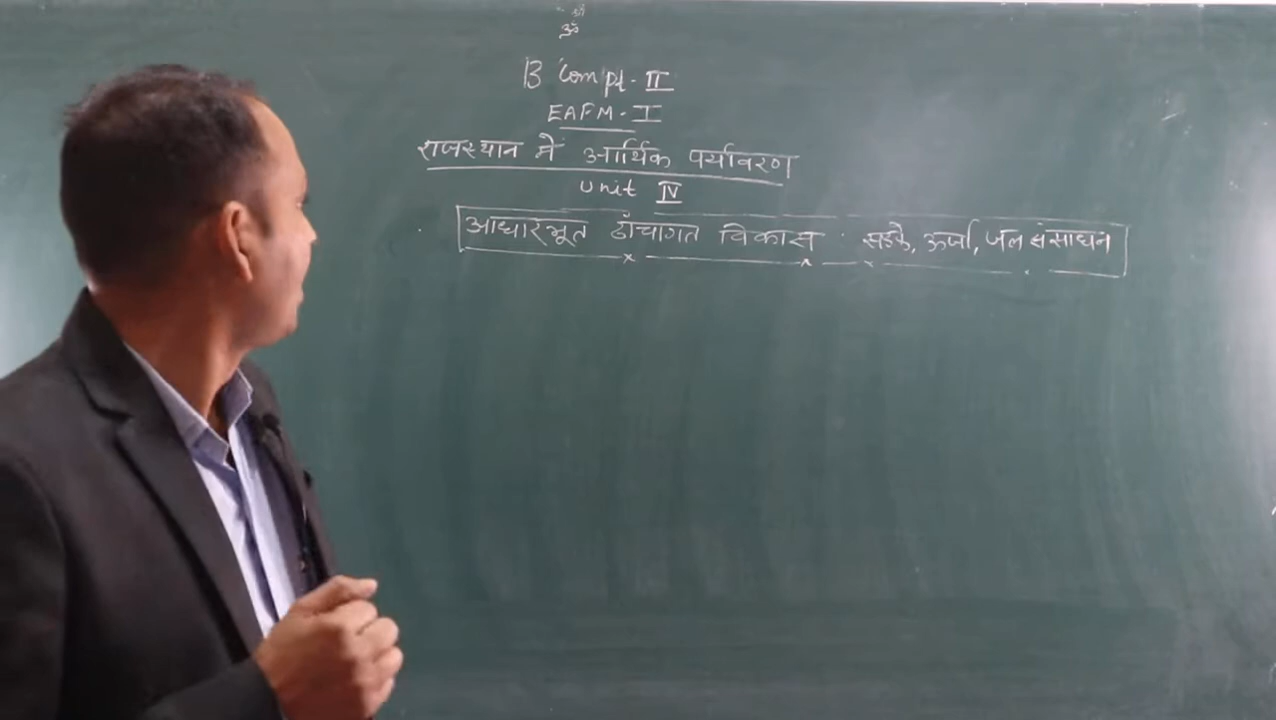 ॐ
B Com pt - II
EAFM - I
राजस्थान में आर्थिक पर्यावरण
Unit IV
आधारभूत ढाँचागत विकास : सड़कें, ऊर्जा, जल संसाधन